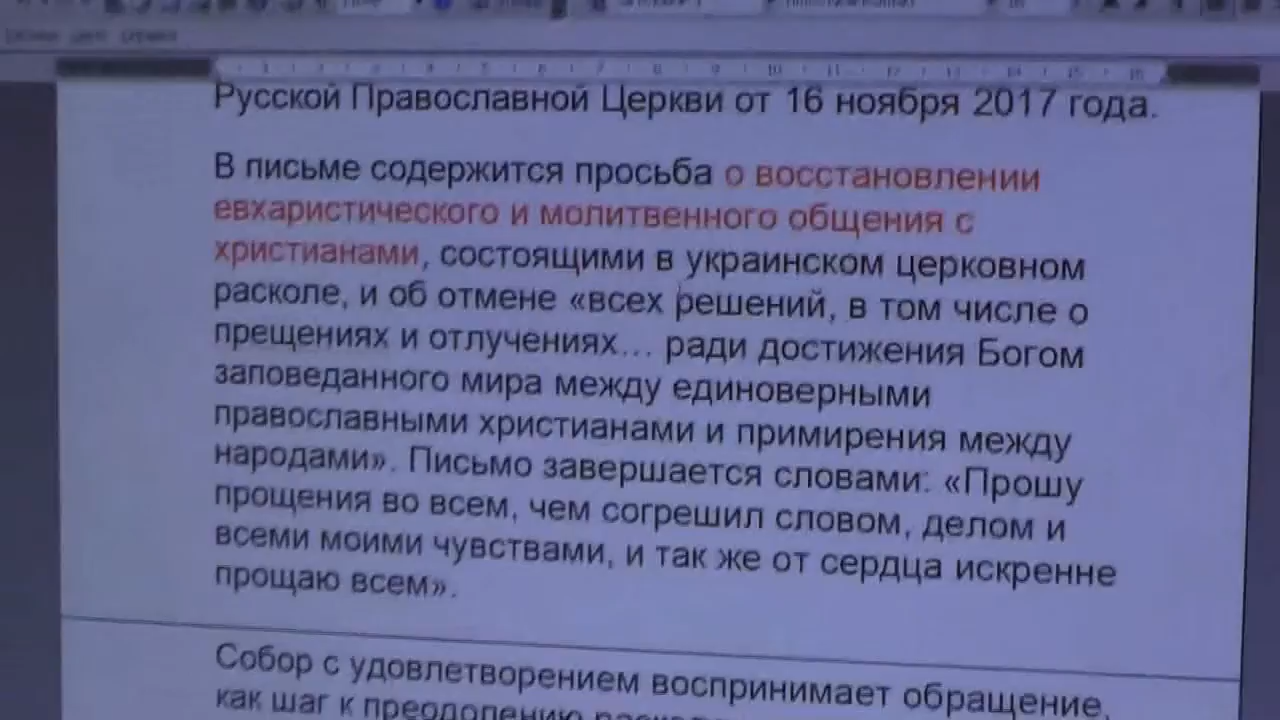 Русской Православной Церкви от 16 ноября 2017 года.
В письме содержится просьба о восстановлении
евхаристического и молитвенного общения с
христианами, состоящими в украинском церковном
расколе, и об отмене «всех решений, в том числе о
прещениях и отлучениях... ради достижения Богом
заповеданного мира между единоверными
православными христианами и примирения между
народами». Письмо завершается словами: «Прошу
прощения во всем, чем согрешил словом, делом и
всеми моими чувствами, и так же от сердца искренне
прощаю всем».
Собор с удовлетворением воспринимает обращение,
как шаг к преодолению